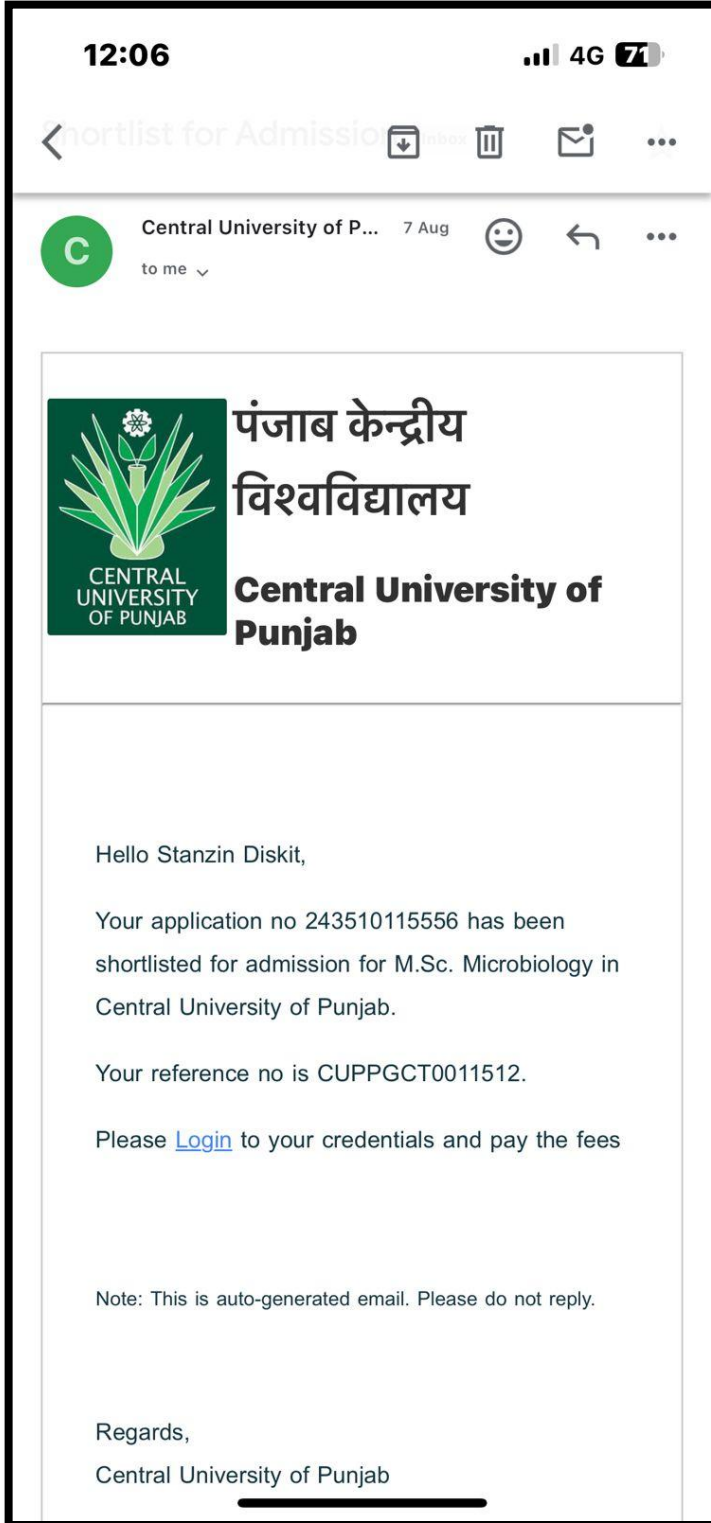 12:06 4G 71
Shortlist for Admission Inbox
Central University of P... 7 Aug
C
to me
पंजाब केन्द्रीय
विश्वविद्यालय
CENTRAL
UNIVERSITY
OF PUNJAB
Central University of
Punjab
Hello Stanzin Diskit,
Your application no 243510115556 has been
shortlisted for admission for M.Sc. Microbiology in
Central University of Punjab.
Your reference no is CUPPGCT0011512.
Please Login to your credentials and pay the fees
Note: This is auto-generated email. Please do not reply.
Regards,
Central University of Punjab